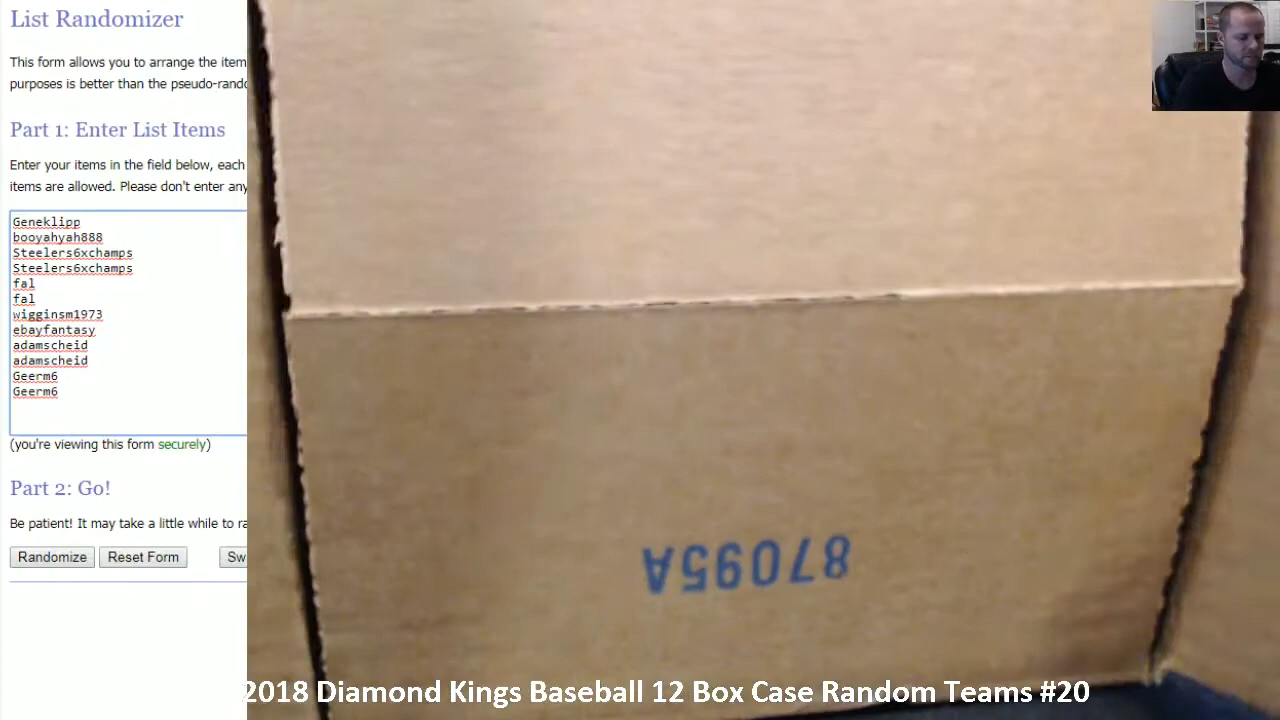 List Randomizer
This form allows you to arrange the item
purposes is better than the pseudo-rando
Part 1: Enter List Items
Enter your items in the field below, each
items are allowed. Please don't enter any
Geneklipp
booyahyah888
Steelers6xchamps
Steelers6xchamps
fal
fal
wigginsm1973
ebayfantasy
adamscheid
adamscheid
Geerm6
Geerm6
(you're viewing this form securely)
Part 2: Go!
Be patient! It may take a little while to ra
Randomize Reset Form Sw
87095A
2018 Diamond Kings Baseball 12 Box Case Random Teams #20